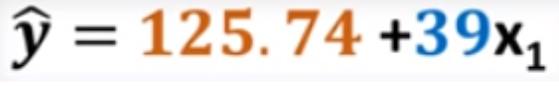 ŷ = 125.74 +39x₁